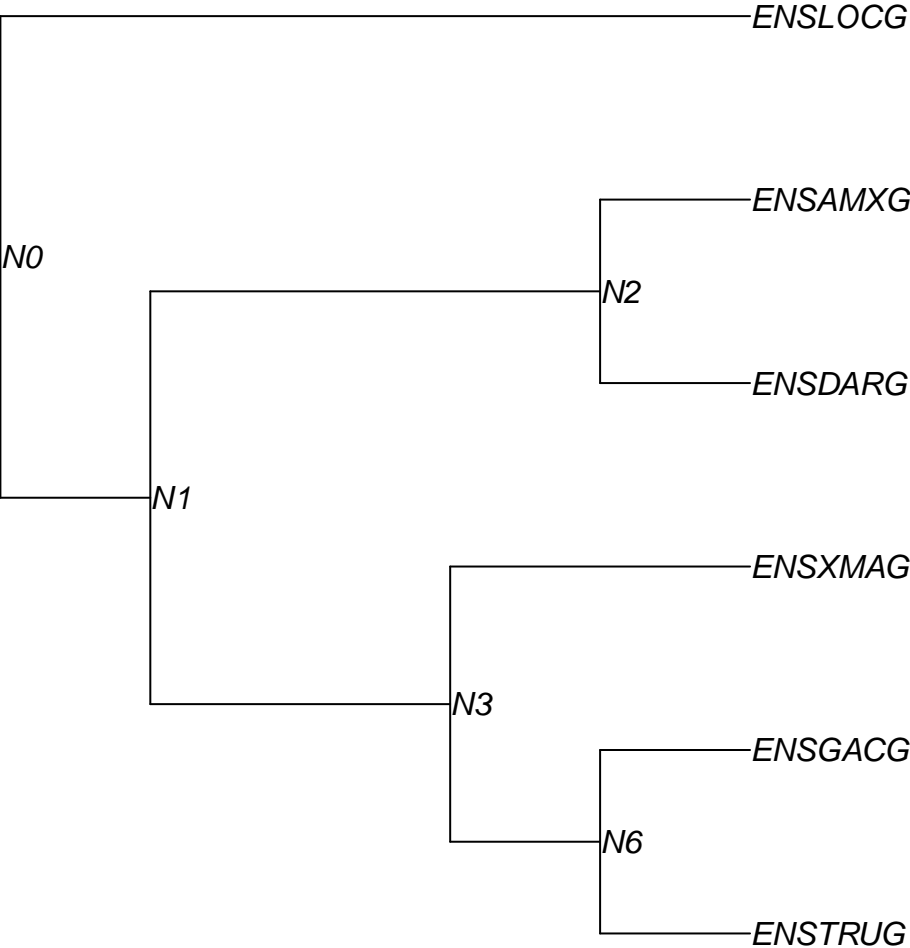 ENSLOCG
ENSAMXG
N0
N2
ENSDARG
N1
ENSXMAG
N3
ENSGACG
N6
ENSTRUG